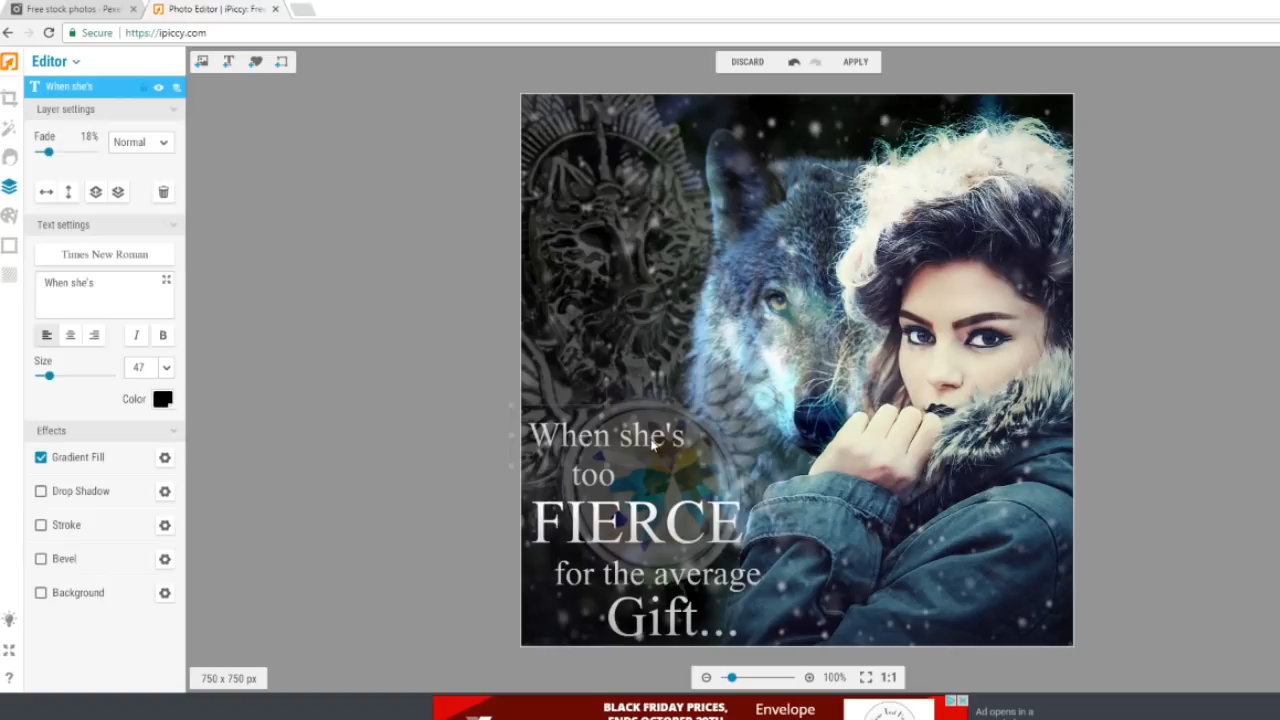 Free stock photos · Pexe
Photo Editor | iPiccy: Free
Secure
https://ipiccy.com
Editor
DISCARD
APPLY
When she's
Layer settings
Fade 18%
Normal
Text settings
Times New Roman
When she's
I B
Size
47
Color
Effects
Gradient Fill
Drop Shadow
Stroke
Bevel
Background
When she's
too
FIERCE
for the average
Gift...
750 x 750 px
100%
1:1
BLACK FRIDAY PRICES,
Envelope
Ad opens in a